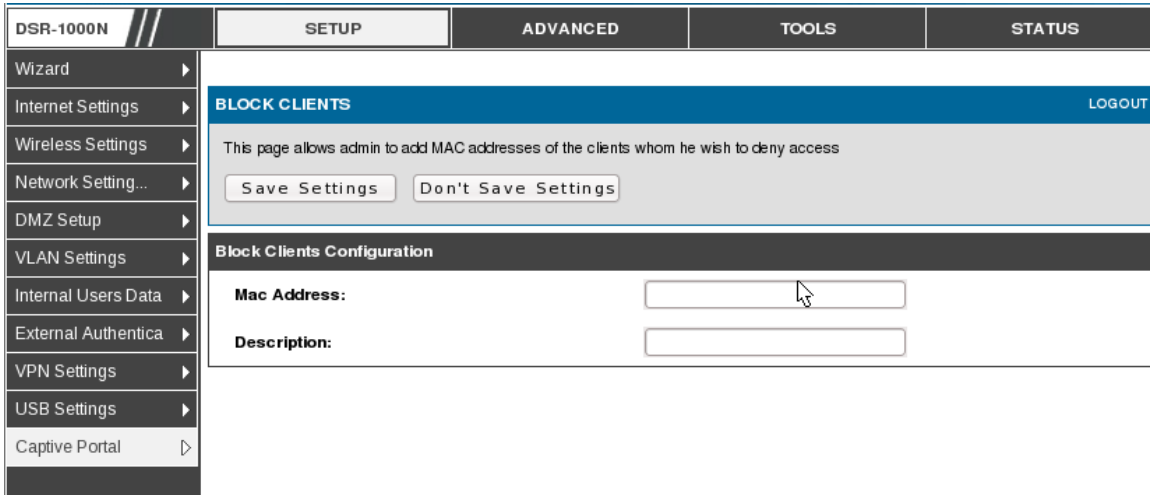 DSR-1000N SETUP ADVANCED TOOLS STATUS
Wizard
Internet Settings
Wireless Settings
Network Setting...
DMZ Setup
VLAN Settings
Internal Users Data
External Authentica
VPN Settings
USB Settings
Captive Portal
BLOCK CLIENTS LOGOUT
This page allows admin to add MAC addresses of the clients whom he wish to deny access
Save Settings Don't Save Settings
Block Clients Configuration
Mac Address:
Description: